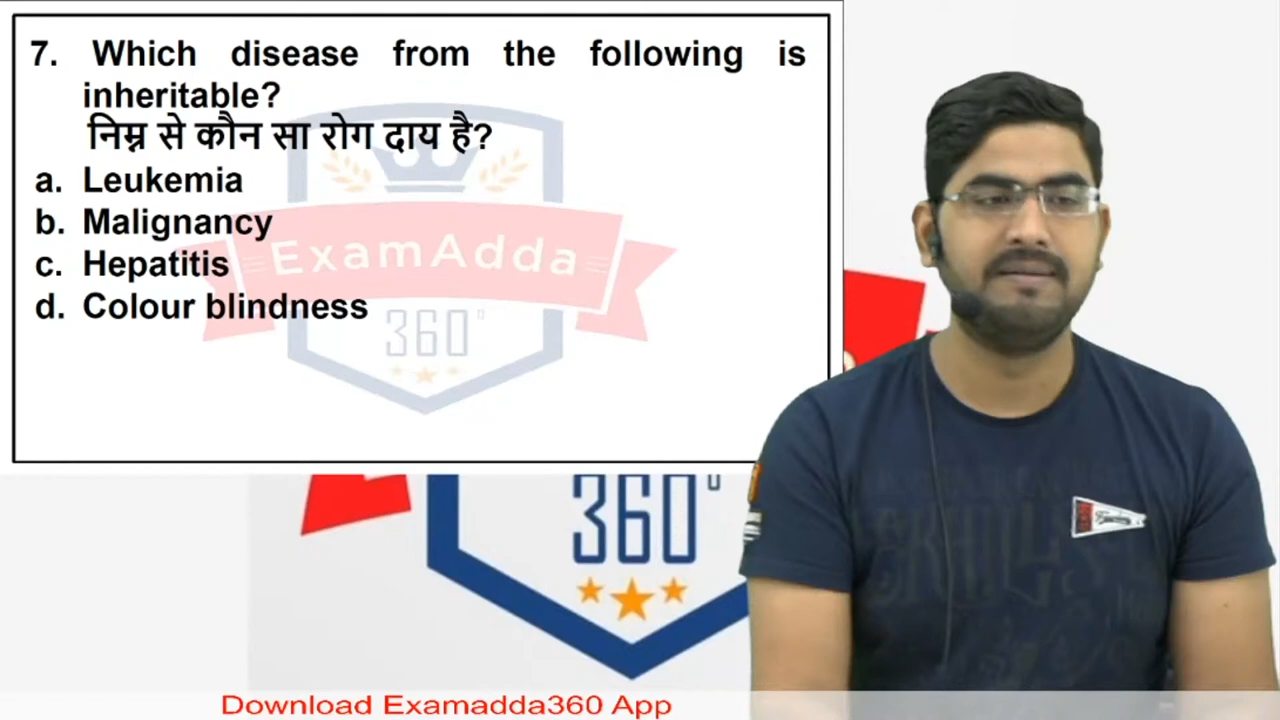 7. Which disease from the following is
inheritable?
निम्न से कौन सा रोग दाय है?
a. Leukemia
b. Malignancy
c. Hepatitis
d. Colour blindness
ExamAdda
360°
360°
Download Examadda360 App